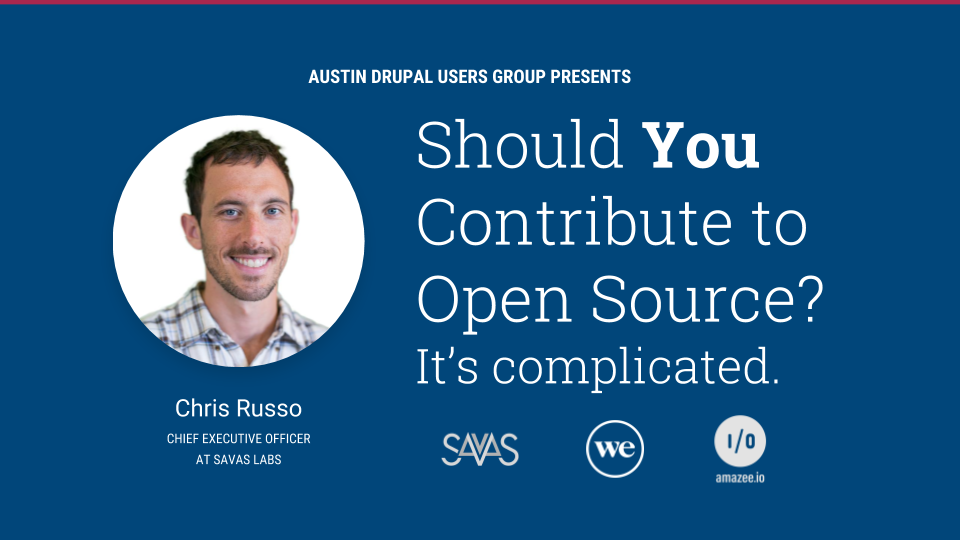 AUSTIN DRUPAL USERS GROUP PRESENTS
Should You
Contribute to
Open Source?
It's complicated.
Chris Russo
CHIEF EXECUTIVE OFFICER
AT SAVAS LABS
SAVAS
we
I/O
amazee.io